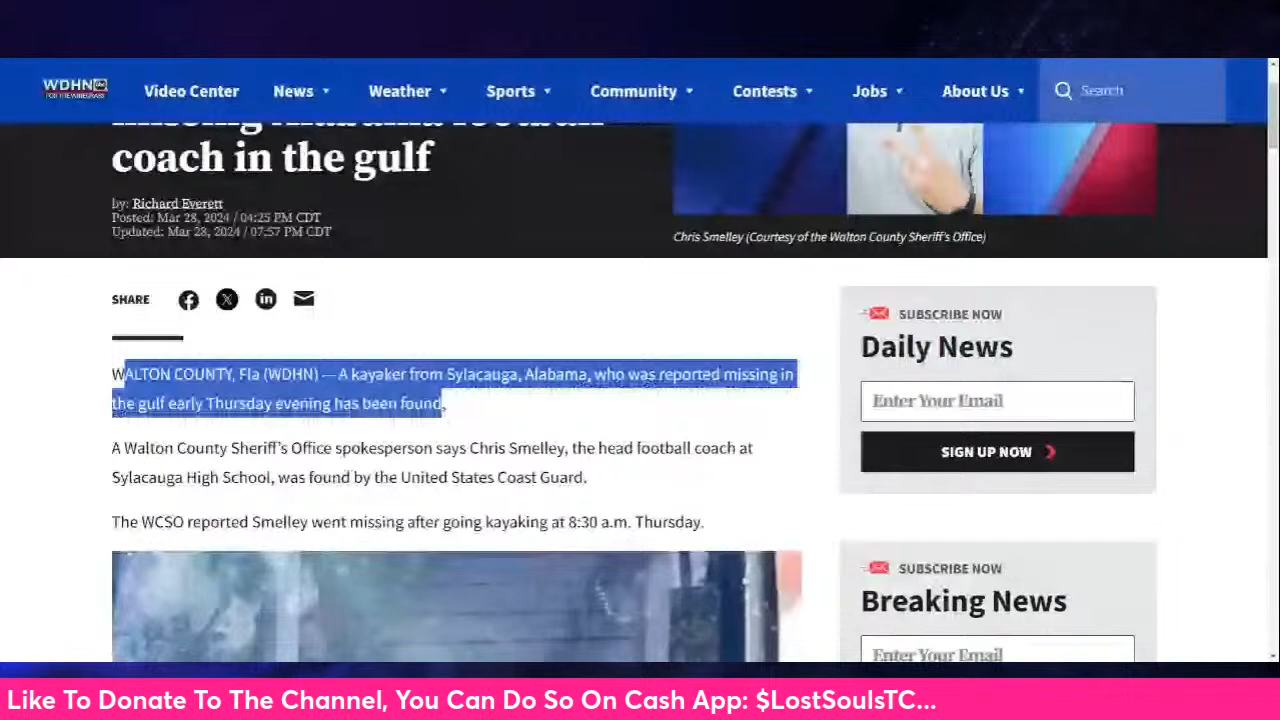 WDHN
Video Center
News
Weather
Sports
Community
Contests
Jobs
About Us
Search
missing Alabama football
coach in the gulf
by: Richard Everett
Posted: Mar 28, 2024 / 04:25 PM CDT
Updated: Mar 28, 2024 / 07:57 PM CDT
Chris Smelley (Courtesy of the Walton County Sheriff's Office)
SHARE
WALTON COUNTY, Fla (WDHN) — A kayaker from Sylacauga, Alabama, who was reported missing in
the gulf early Thursday evening has been found.
A Walton County Sheriff's Office spokesperson says Chris Smelley, the head football coach at
Sylacauga High School, was found by the United States Coast Guard.
The WCSO reported Smelley went missing after going kayaking at 8:30 a.m. Thursday.
SUBSCRIBE NOW
Daily News
Enter Your Email
SIGN UP NOW
SUBSCRIBE NOW
Breaking News
Enter Your Email
Like To Donate To The Channel, You Can Do So On Cash App: $LostSoulsTC...